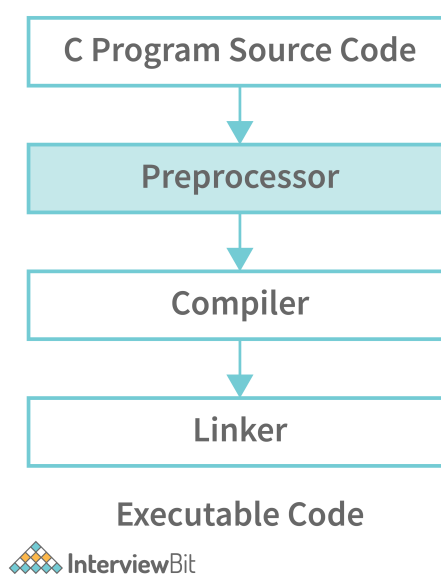 C Program Source Code
Preprocessor
Compiler
Linker
Executable Code
InterviewBit